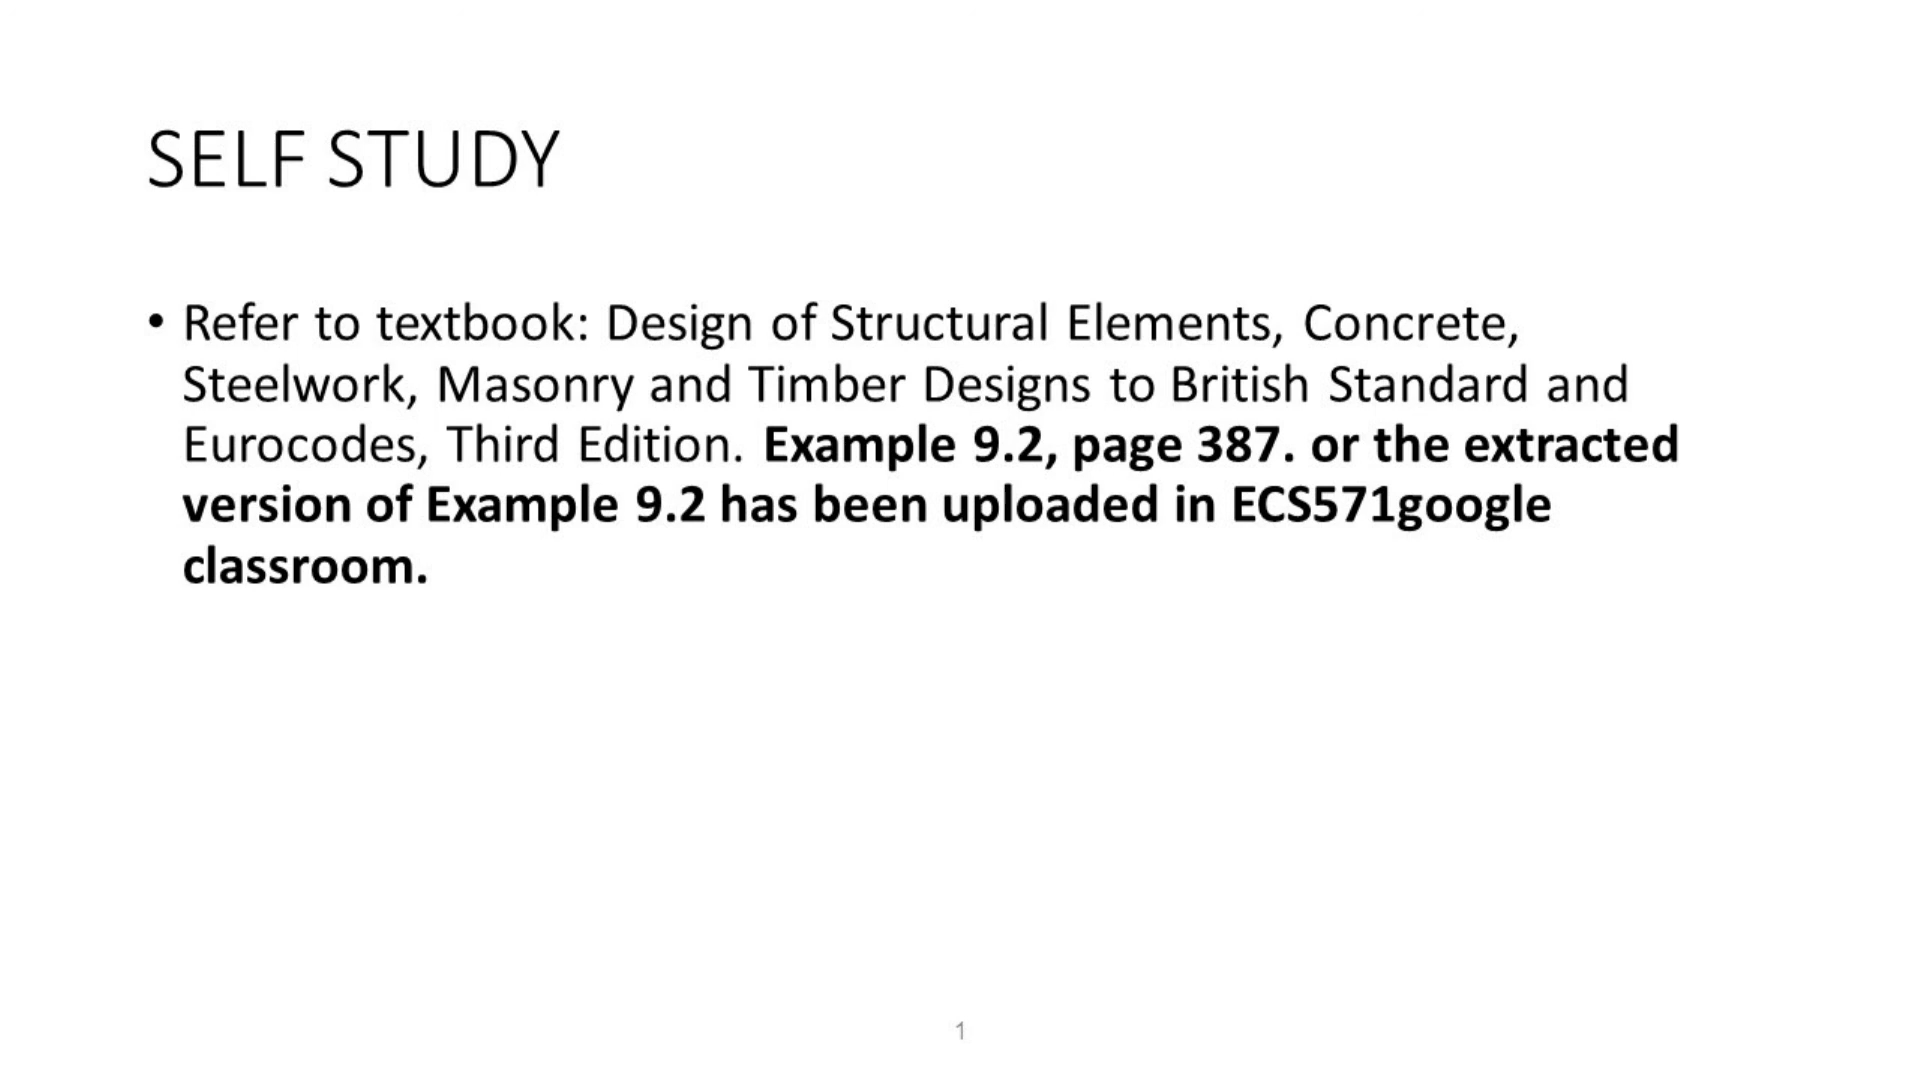 SELF STUDY
• Refer to textbook: Design of Structural Elements, Concrete,
Steelwork, Masonry and Timber Designs to British Standard and
Eurocodes, Third Edition. Example 9.2, page 387. or the extracted
version of Example 9.2 has been uploaded in ECS571google
classroom.
1